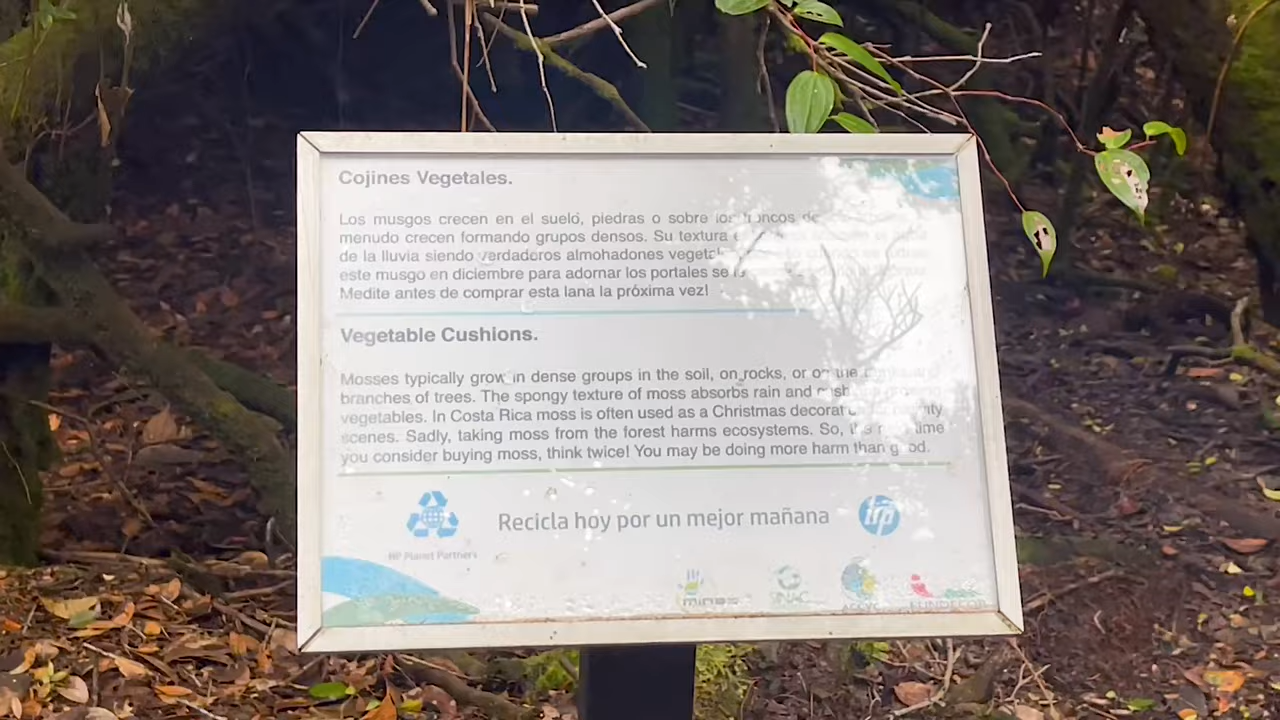 Cojines Vegetales.
Los musgos crecen en el suelo, piedras o sobre los troncos de
menudo crecen formando grupos densos. Su textura
de la lluvia siendo verdaderos almohadones
este musgo en diciembre para adornar los portales se
Medite antes de comprar esta lana la próxima vez!
Vegetable Cushions.
Mosses typically grow in dense groups in the soil, on rocks, or on the
branches of trees. The spongy texture of moss absorbs rain and
vegetables. In Costa Rica moss is often used as a Christmas
scenes. Sadly, taking moss from the forest harms ecosystems. So, the time
you consider buying moss, think twice! You may be doing more harm than good.
Recicla hoy por un mejor mañana
hp
HP Planet Partners
minae
SINAC
FUNDECOR